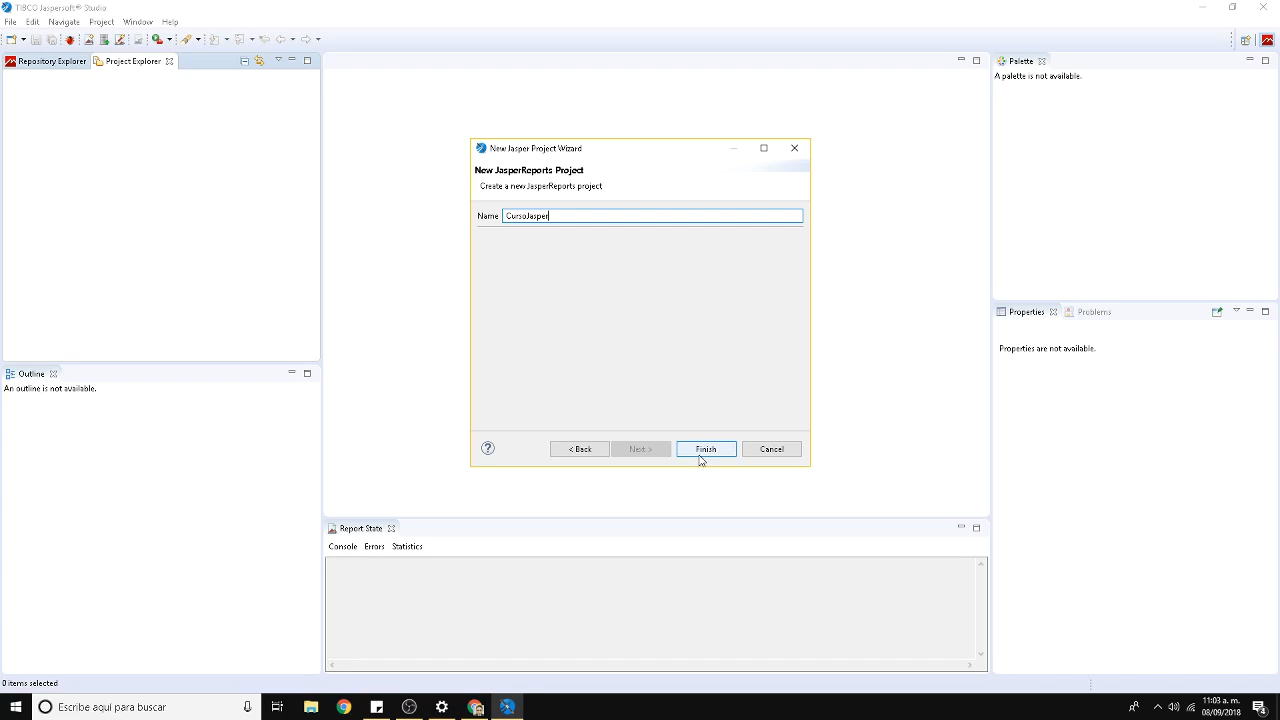 TIBCO Jaspersoft® Studio
File Edit Navigate Project Window Help
Repository Explorer Project Explorer
Palette
A palette is not available.
New Jasper Project Wizard
New JasperReports Project
Create a new JasperReports project
Name CursoJasper
Properties Problems
Properties are not available.
Outline
An outline is not available.
< Back Next > Finish Cancel
Report State
Console Errors Statistics
0 items selected
Escribe aquí para buscar
11:03 a. m.
08/09/2018
4